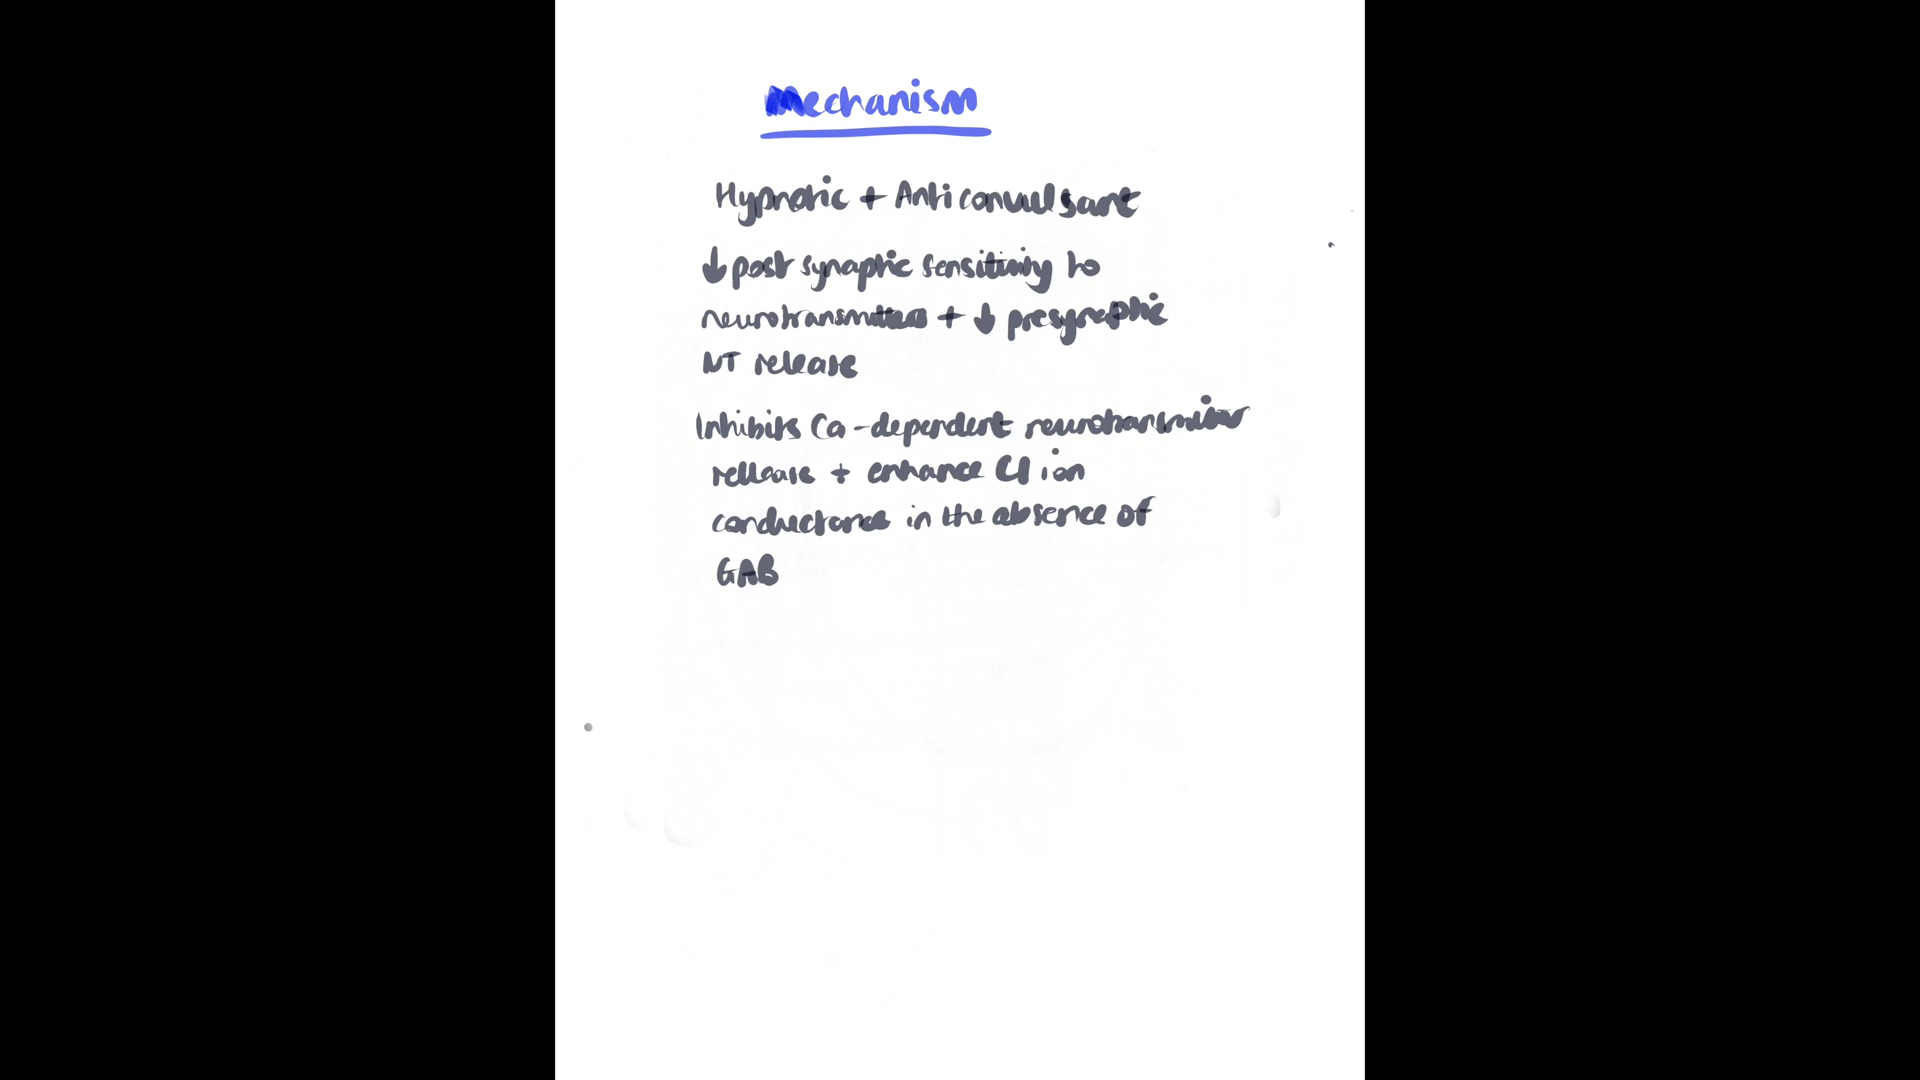 Mechanism
Hypnotic + Anticonvulsant
↓ post synaptic sensitivity to
neurotransmitters + ↓ presynaptic
NT release
Inhibits Ca-dependent neurotransmitter
release + enhance Cl ion
conductance in the absence of
GAB